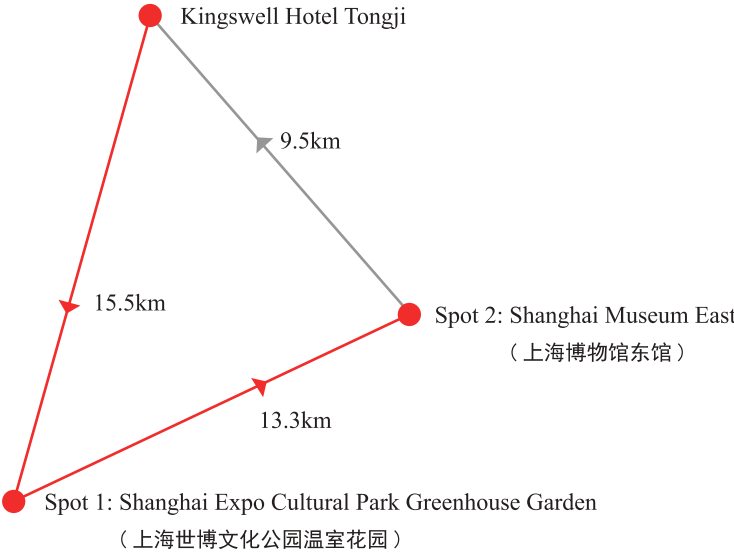 Kingswell Hotel Tongji
9.5km
15.5km
Spot 2: Shanghai Museum East
（上海博物馆东馆）
13.3km
Spot 1: Shanghai Expo Cultural Park Greenhouse Garden
（上海世博文化公园温室花园）